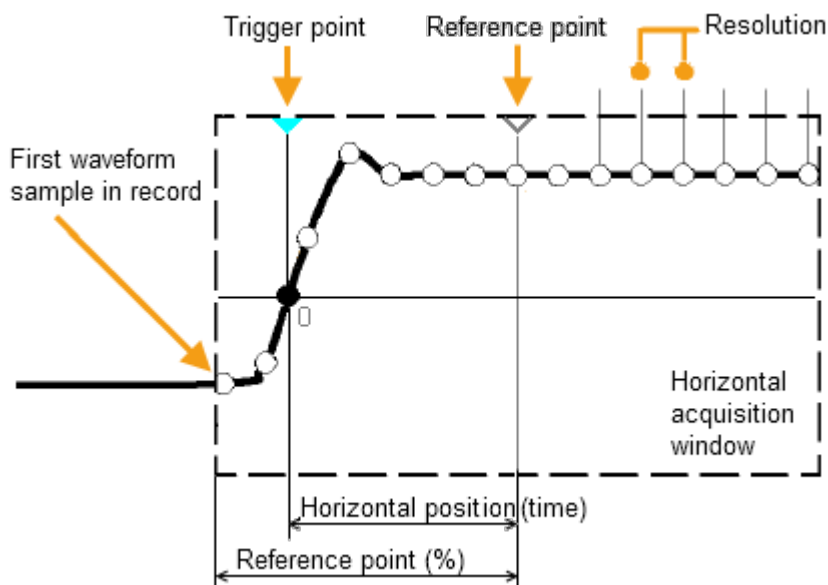 Trigger point
Reference point
Resolution
First waveform
sample in record
0
Horizontal
acquisition
window
Horizontal position (time)
Reference point (%)